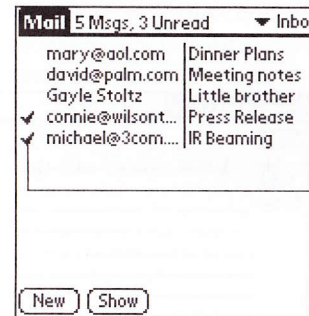 Mail 5 Msgs, 3 Unread Inbo
mary@aol.com Dinner Plans
david@palm.com Meeting notes
Gayle Stoltz Little brother
connie@wilsont... Press Release
michael@3com.... IR Beaming
New Show